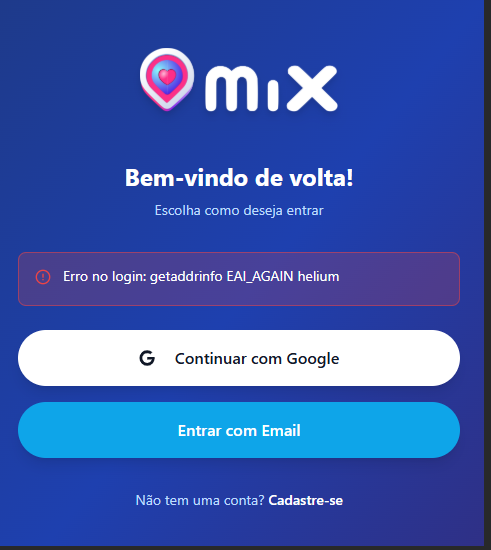 mix
Bem-vindo de volta!
Escolha como deseja entrar
Erro no login: getaddrinfo EAI_AGAIN helium
G Continuar com Google
Entrar com Email
Não tem uma conta? Cadastre-se